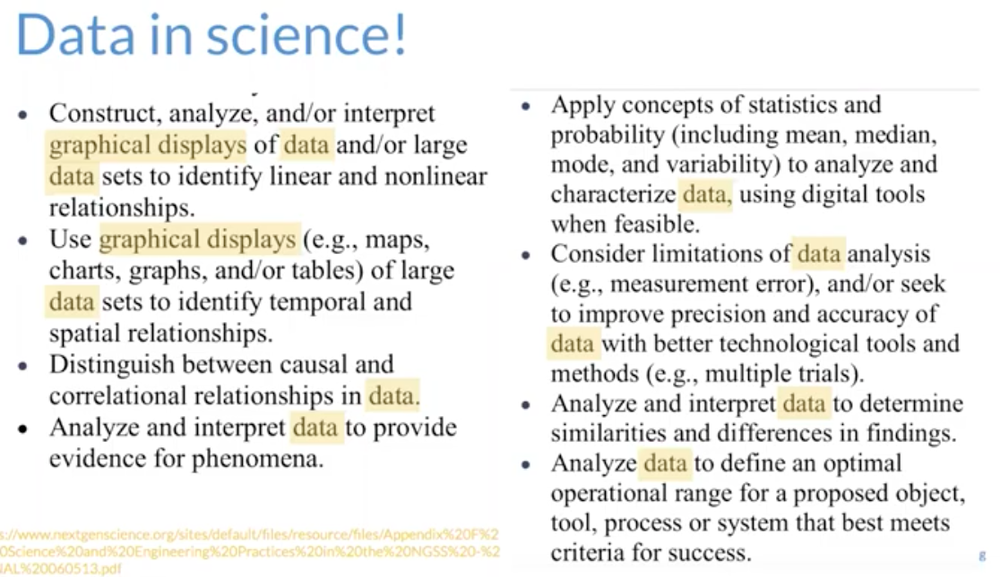 Data in science!
• Construct, analyze, and/or interpret
graphical displays of data and/or large
data sets to identify linear and nonlinear
relationships.
• Use graphical displays (e.g., maps,
charts, graphs, and/or tables) of large
data sets to identify temporal and
spatial relationships.
• Distinguish between causal and
correlational relationships in data.
• Analyze and interpret data to provide
evidence for phenomena.
s://www.nextgenscience.org/sites/default/files/resource/files/Appendix%20F%2
0Science%20and%20Engineering%20Practices%20in%20the%20NGSS%20-%2
NAL%20060513.pdf
• Apply concepts of statistics and
probability (including mean, median,
mode, and variability) to analyze and
characterize data, using digital tools
when feasible.
• Consider limitations of data analysis
(e.g., measurement error), and/or seek
to improve precision and accuracy of
data with better technological tools and
methods (e.g., multiple trials).
• Analyze and interpret data to determine
similarities and differences in findings.
• Analyze data to define an optimal
operational range for a proposed object,
tool, process or system that best meets
criteria for success.
8